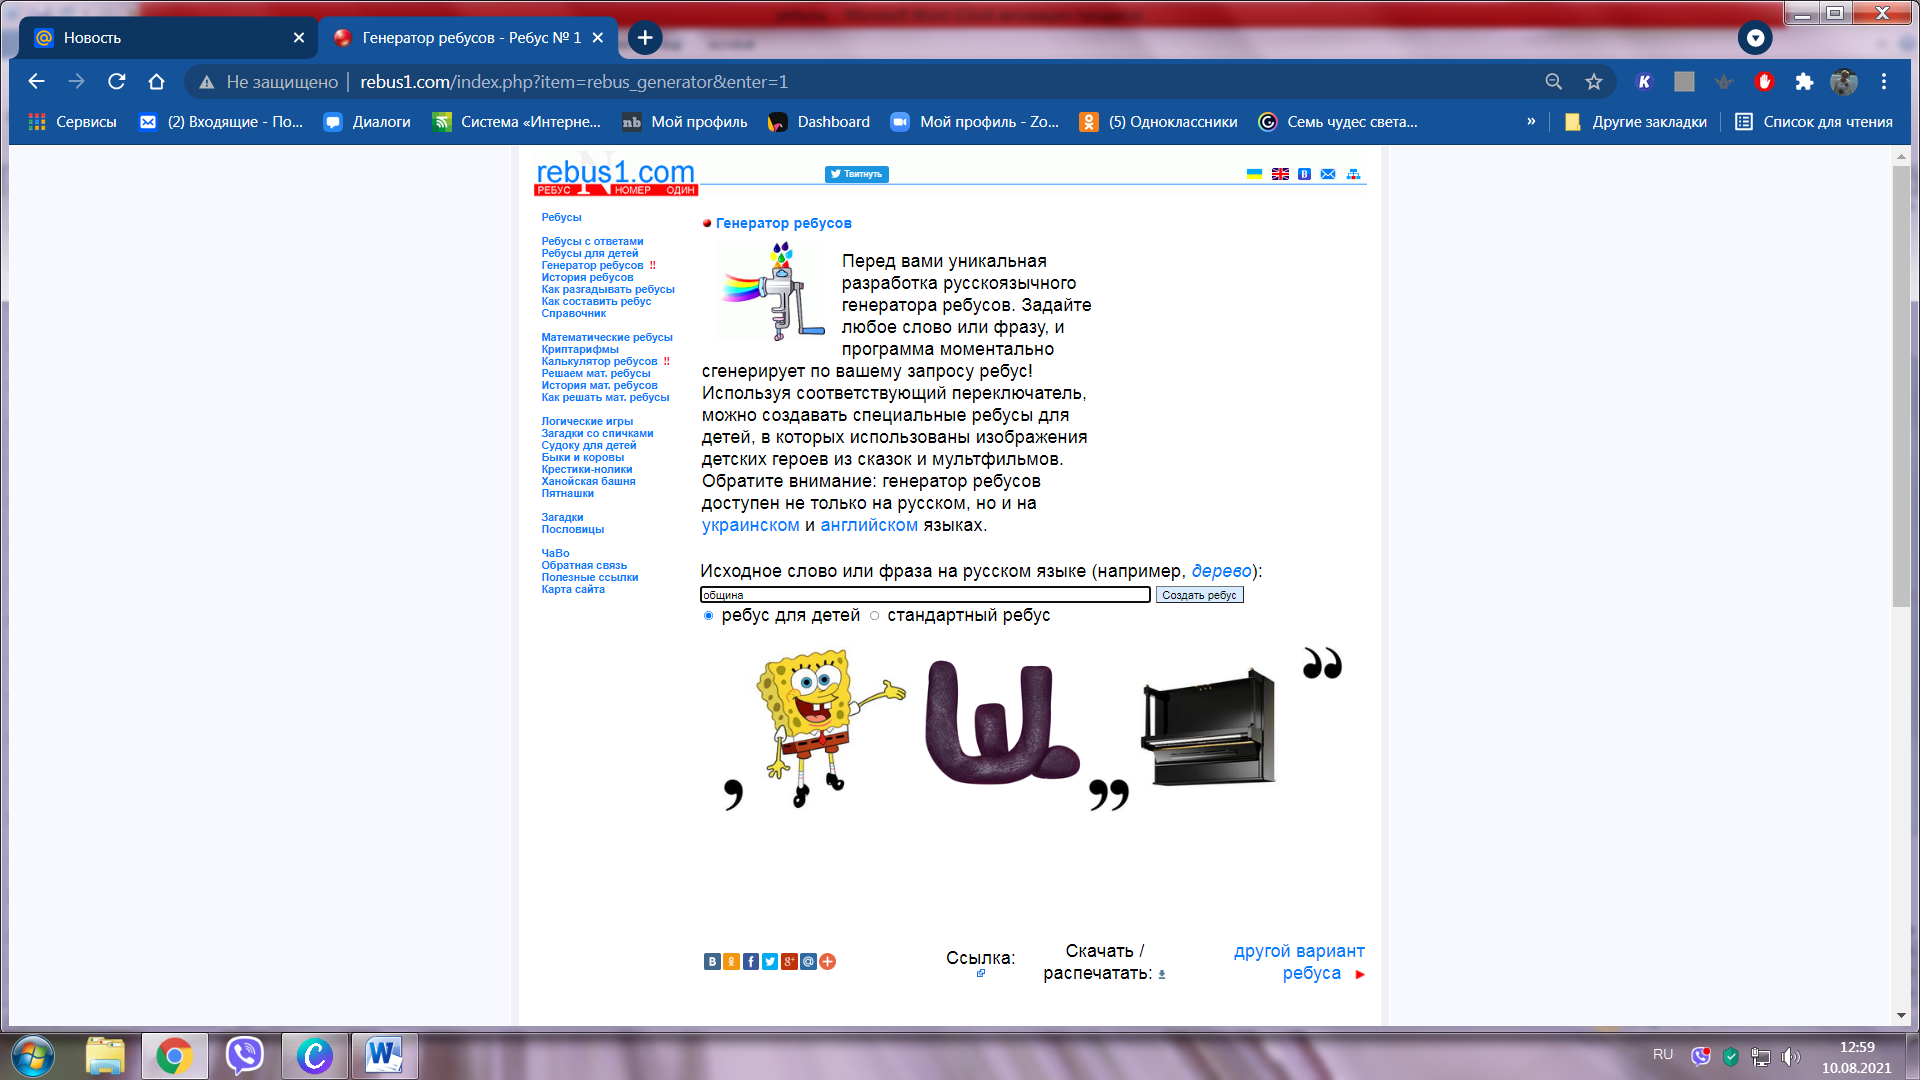 Новость
Генератор ребусов - Ребус № 1
Не защищено | rebus1.com/index.php?item=rebus_generator&enter=1
Сервисы
(2) Входящие - По...
Диалоги
Система «Интерне...
Мой профиль
Dashboard
Мой профиль - Zo...
(5) Одноклассники
Семь чудес света...
»
Другие закладки
Список для чтения
rebus1.com
РЕБУС N НОМЕР ОДИН
Твитнуть
Ребусы
Ребусы с ответами
Ребусы для детей
Генератор ребусов !!
История ребусов
Как разгадывать ребусы
Как составить ребус
Справочник
Математические ребусы
Криптарифмы
Калькулятор ребусов !!
Решаем мат. ребусы
История мат. ребусов
Как решать мат. ребусы
Логические игры
Загадки со спичками
Судоку для детей
Быки и коровы
Крестики-нолики
Ханойская башня
Пятнашки
Загадки
Пословицы
ЧаВо
Обратная связь
Полезные ссылки
Карта сайта
Генератор ребусов
Перед вами уникальная
разработка русскоязычного
генератора ребусов. Задайте
любое слово или фразу, и
программа моментально
сгенерирует по вашему запросу ребус!
Используя соответствующий переключатель,
можно создавать специальные ребусы для
детей, в которых использованы изображения
детских героев из сказок и мультфильмов.
Обратите внимание: генератор ребусов
доступен не только на русском, но и на
украинском и английском языках.
Исходное слово или фраза на русском языке (например, дерево):
община
Создать ребус
ребус для детей
стандартный ребус
, Щ ,, ,,
Ссылка:
Скачать /
распечатать:
другой вариант
ребуса
RU
12:59
10.08.2021